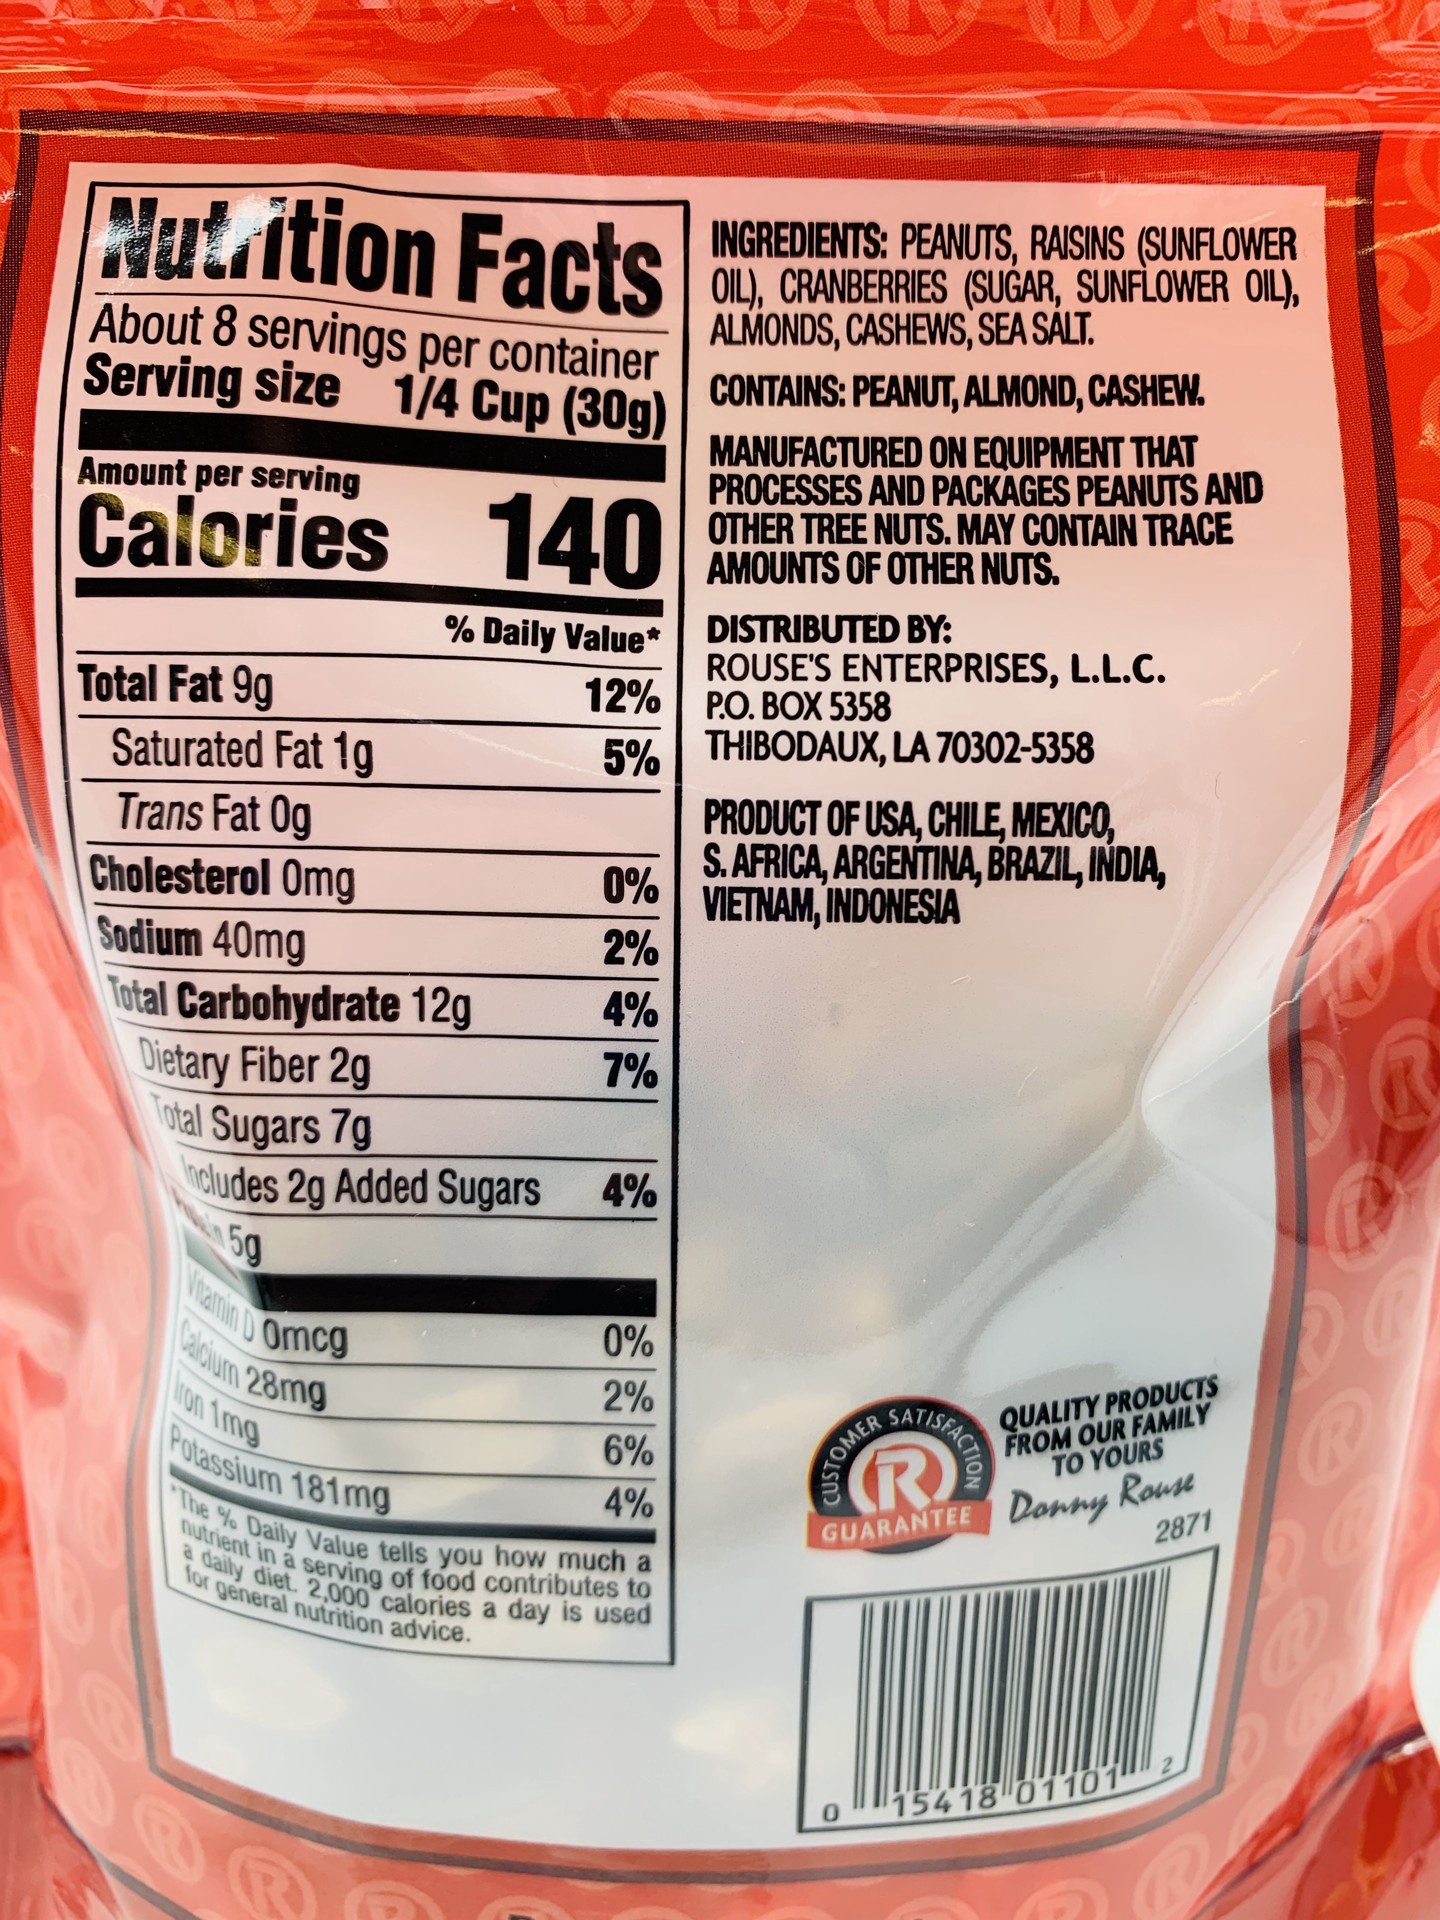 Nutrition Facts
About 8 servings per container
Serving size 1/4 Cup (30g)
Amount per serving
Calories 140
% Daily Value*
Total Fat 9g 12%
Saturated Fat 1g 5%
Trans Fat 0g
Cholesterol 0mg 0%
Sodium 40mg 2%
Total Carbohydrate 12g 4%
Dietary Fiber 2g 7%
Total Sugars 7g
Includes 2g Added Sugars 4%
Protein 5g
Vitamin D 0mcg 0%
Calcium 28mg 2%
Iron 1mg 6%
Potassium 181mg 4%
*The % Daily Value tells you how much a
nutrient in a serving of food contributes to
a daily diet. 2,000 calories a day is used
for general nutrition advice.
INGREDIENTS: PEANUTS, RAISINS (SUNFLOWER
OIL), CRANBERRIES (SUGAR, SUNFLOWER OIL),
ALMONDS, CASHEWS, SEA SALT.
CONTAINS: PEANUT, ALMOND, CASHEW.
MANUFACTURED ON EQUIPMENT THAT
PROCESSES AND PACKAGES PEANUTS AND
OTHER TREE NUTS. MAY CONTAIN TRACE
AMOUNTS OF OTHER NUTS.
DISTRIBUTED BY:
ROUSE'S ENTERPRISES, L.L.C.
P.O. BOX 5358
THIBODAUX, LA 70302-5358
PRODUCT OF USA, CHILE, MEXICO,
S. AFRICA, ARGENTINA, BRAZIL, INDIA,
VIETNAM, INDONESIA
CUSTOMER SATISFACTION
R
GUARANTEE
QUALITY PRODUCTS
FROM OUR FAMILY
TO YOURS
Donny Rouse
2871
0 15418 01101 2